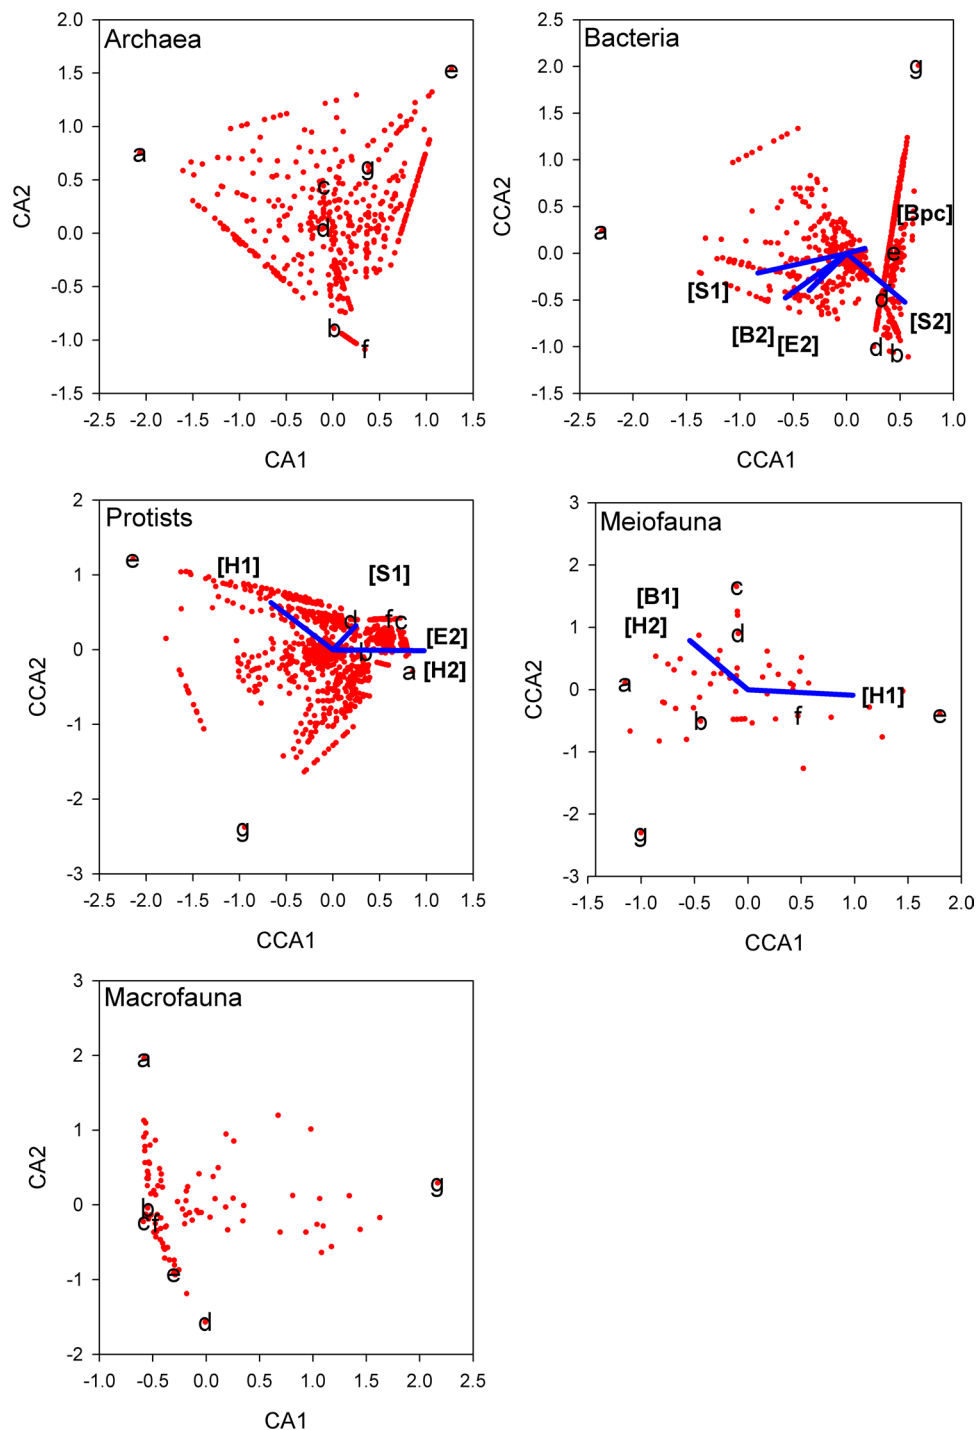 Archaea
2.0
1.5
1.0
0.5
0.0
-0.5
-1.0
-1.5
CA2
a
e
g
c
d
b
f
-2.5 -2.0 -1.5 -1.0 -0.5 0.0 0.5 1.0 1.5
CA1
Bacteria
2.5
2.0
1.5
1.0
0.5
0.0
-0.5
-1.0
-1.5
CCA2
g
[Bpc]
a
e
[S1]
d
[S2]
[B2] [E2]
d b
-2.5 -2.0 -1.5 -1.0 -0.5 0.0 0.5 1.0
CCA1
Protists
2
1
0
-1
-2
-3
CCA2
e
[H1]
[S1]
d fc
[E2]
b
a [H2]
g
-2.5 -2.0 -1.5 -1.0 -0.5 0.0 0.5 1.0 1.5
CCA1
Meiofauna
3
2
1
0
-1
-2
-3
CCA2
c
[B1]
[H2]
d
a
[H1]
b f e
g
-1.5 -1.0 -0.5 0.0 0.5 1.0 1.5 2.0
CCA1
Macrofauna
3
2
1
0
-1
-2
CA2
a
g
b
c f
e
d
-1.0 -0.5 0.0 0.5 1.0 1.5 2.0 2.5
CA1